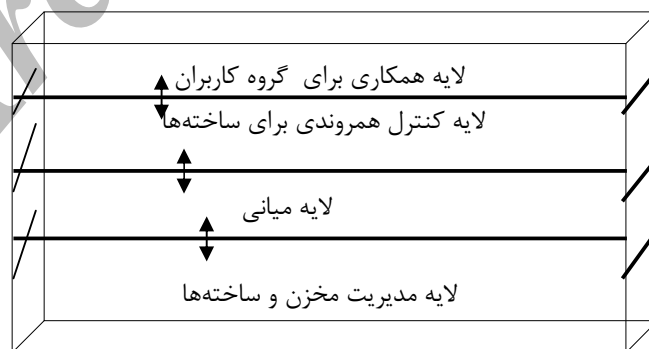 لایه همکاری برای گروه کاربران
لایه کنترل همروندی برای ساخته‌ها
لایه میانی
لایه مدیریت مخزن و ساخته‌ها